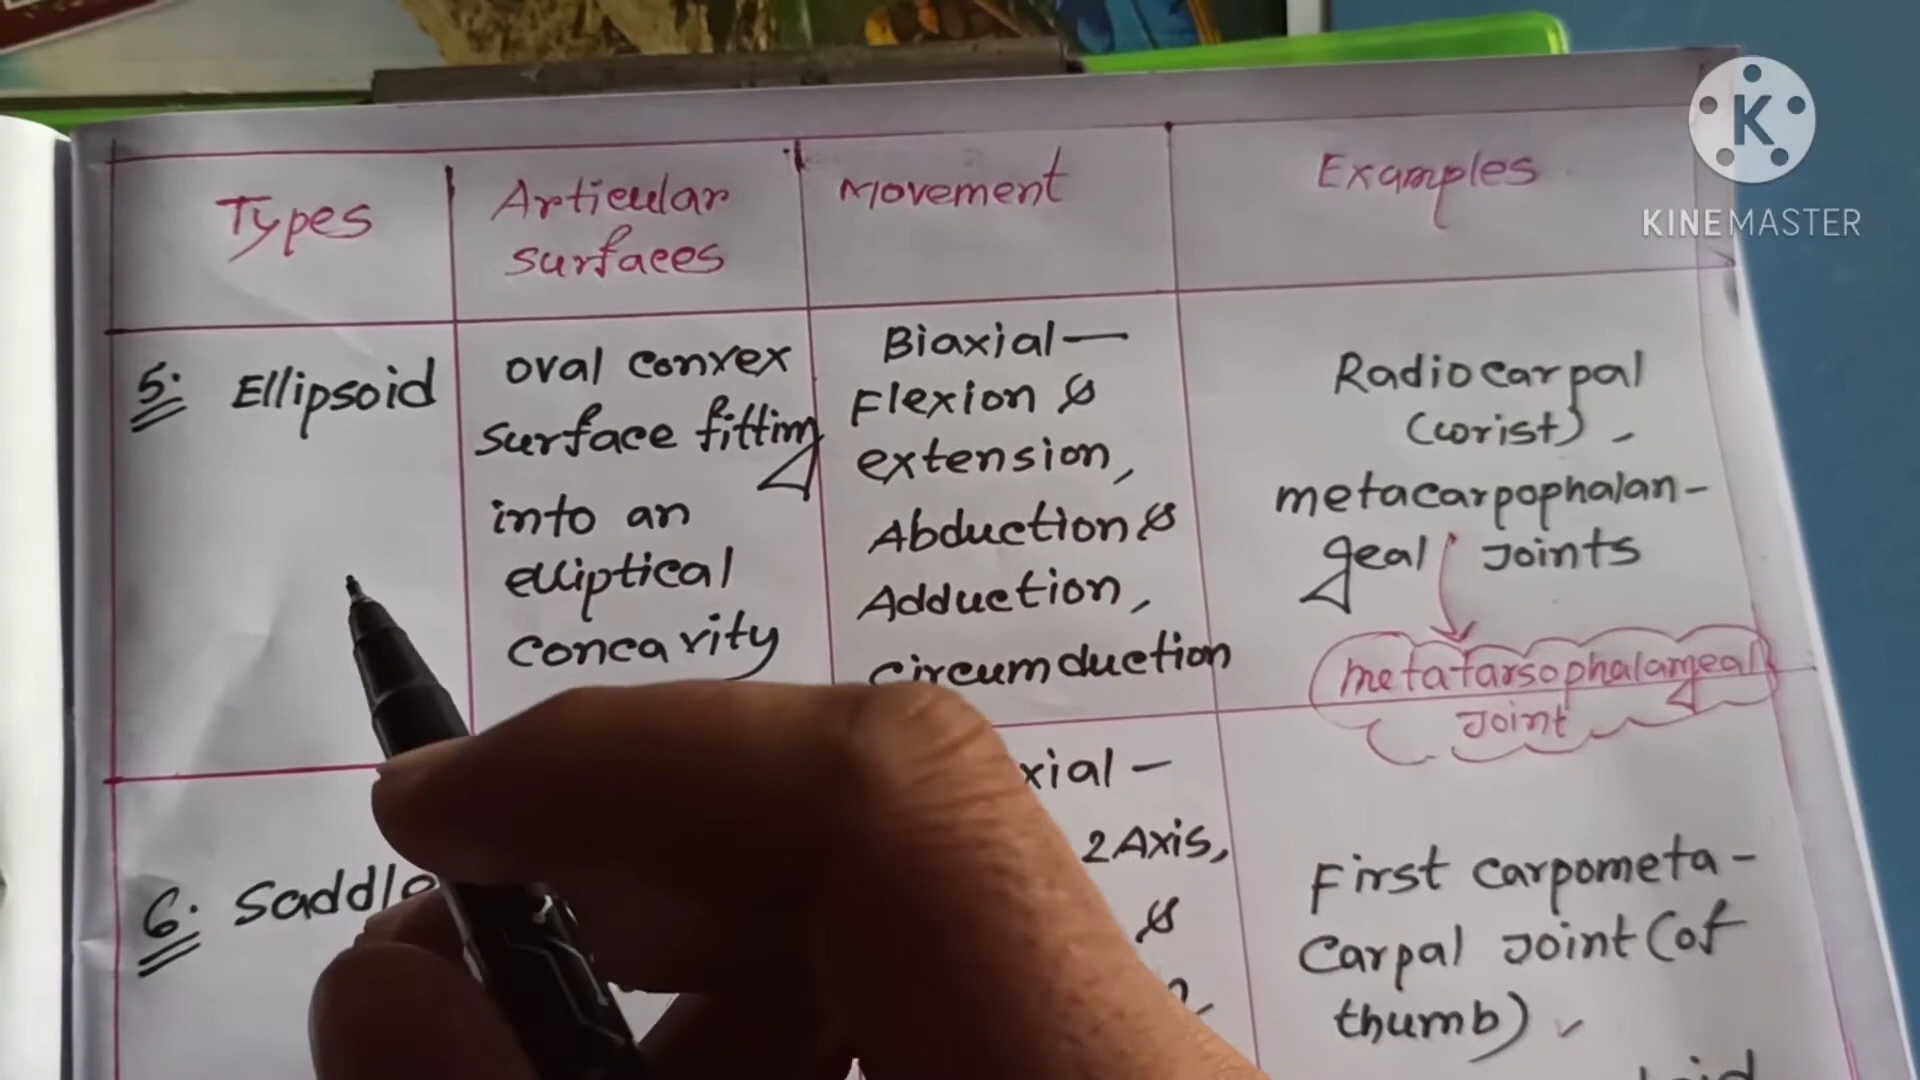 Types
Articular
surfaces
Movement
Examples
KINEMASTER
5. Ellipsoid
oval convex
surface fitting
into an
elliptical
concavity
Biaxial—
Flexion &
extension,
Abduction &
Adduction,
circumduction
Radiocarpal
(wrist),
metacarpophalan-
geal Joints
metatarsophalangeal
Joint
6. Saddle
xial -
2 Axis,
&
First carpometa-
Carpal Joint (of
thumb)